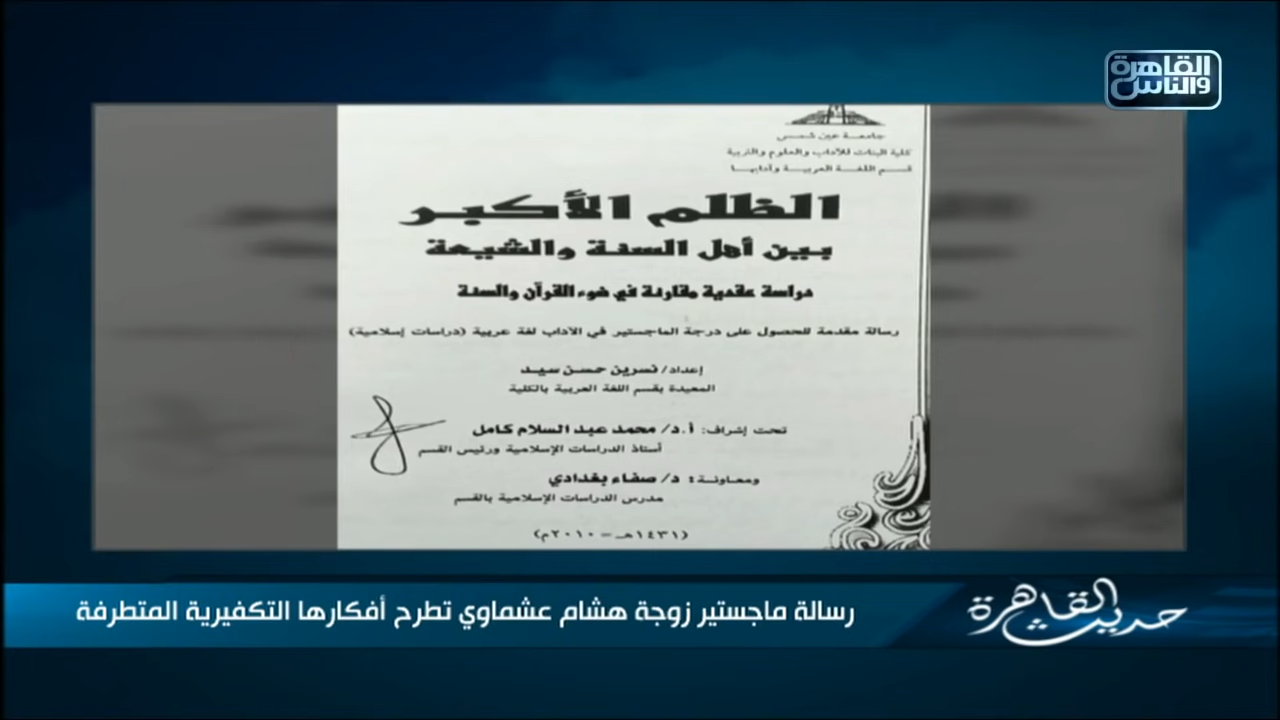 القاهرة
والناس
جامعة عين شمس
كلية البنات للآداب والعلوم والتربية
قسم اللغة العربية وآدابها
الظلم الأكبر
بين أهل السنة والشيعة
دراسة عقدية مقارنة في ضوء القرآن والسنة
رسالة مقدمة للحصول على درجة الماجستير في الآداب لغة عربية (دراسات إسلامية)
إعداد/ نسرين حسن سيد
المعيدة بقسم اللغة العربية بالكلية
تحت إشراف: أ.د/ محمد عبد السلام كامل
أستاذ الدراسات الإسلامية ورئيس القسم
ومعاونة: د/ صفاء بغدادي
مدرس الدراسات الإسلامية بالقسم
(١٤٣١هـ - ٢٠١٠م)
حديث القاهرة
رسالة ماجستير زوجة هشام عشماوي تطرح أفكارها التكفيرية المتطرفة